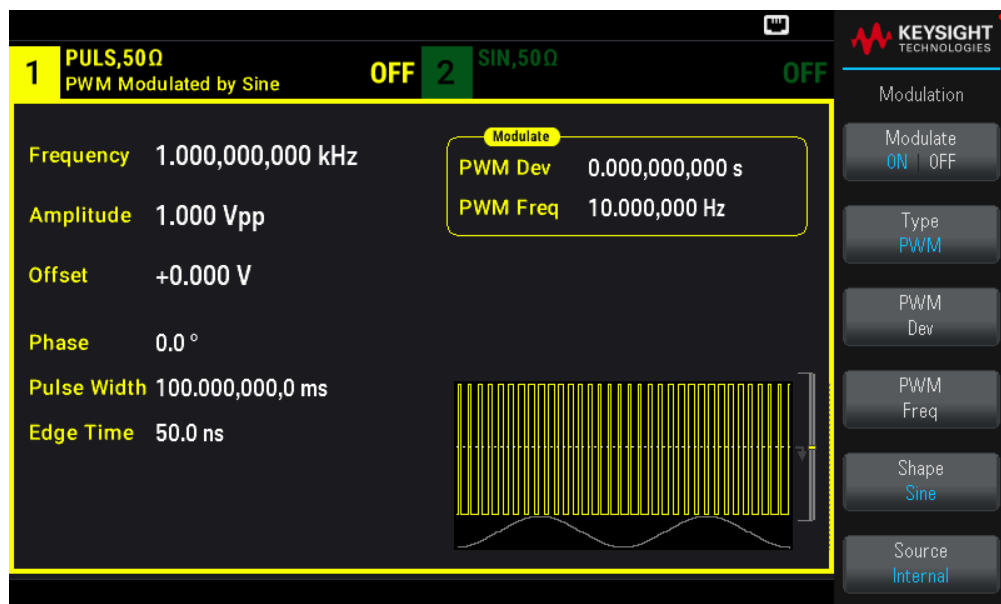 1
PULS,50Ω
PWM Modulated by Sine
OFF
2
SIN,50Ω
OFF
Frequency 1.000,000,000 kHz
Amplitude 1.000 Vpp
Offset +0.000 V
Phase 0.0 °
Pulse Width 100.000,000,0 ms
Edge Time 50.0 ns
Modulate
PWM Dev 0.000,000,000 s
PWM Freq 10.000,000 Hz
KEYSIGHT
TECHNOLOGIES
Modulation
Modulate
ON | OFF
Type
PWM
PWM
Dev
PWM
Freq
Shape
Sine
Source
Internal